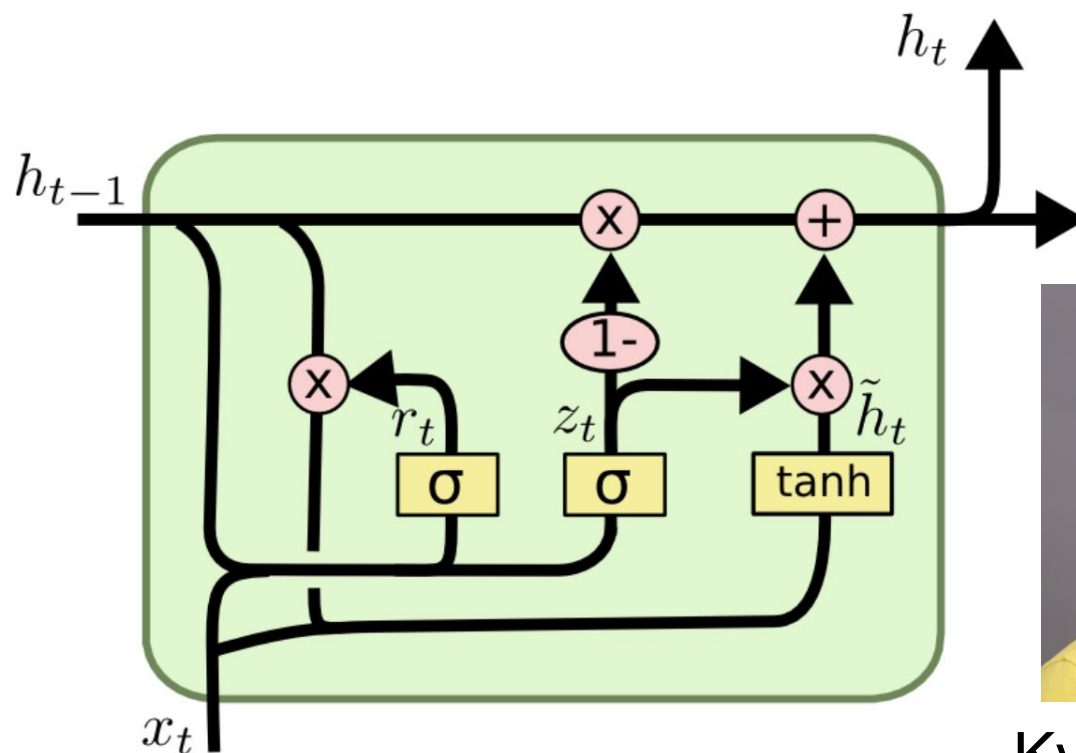 h_t
h_{t-1}
x
+
1-
x
x
r_t
z_t
h̃_t
σ
σ
tanh
x_t